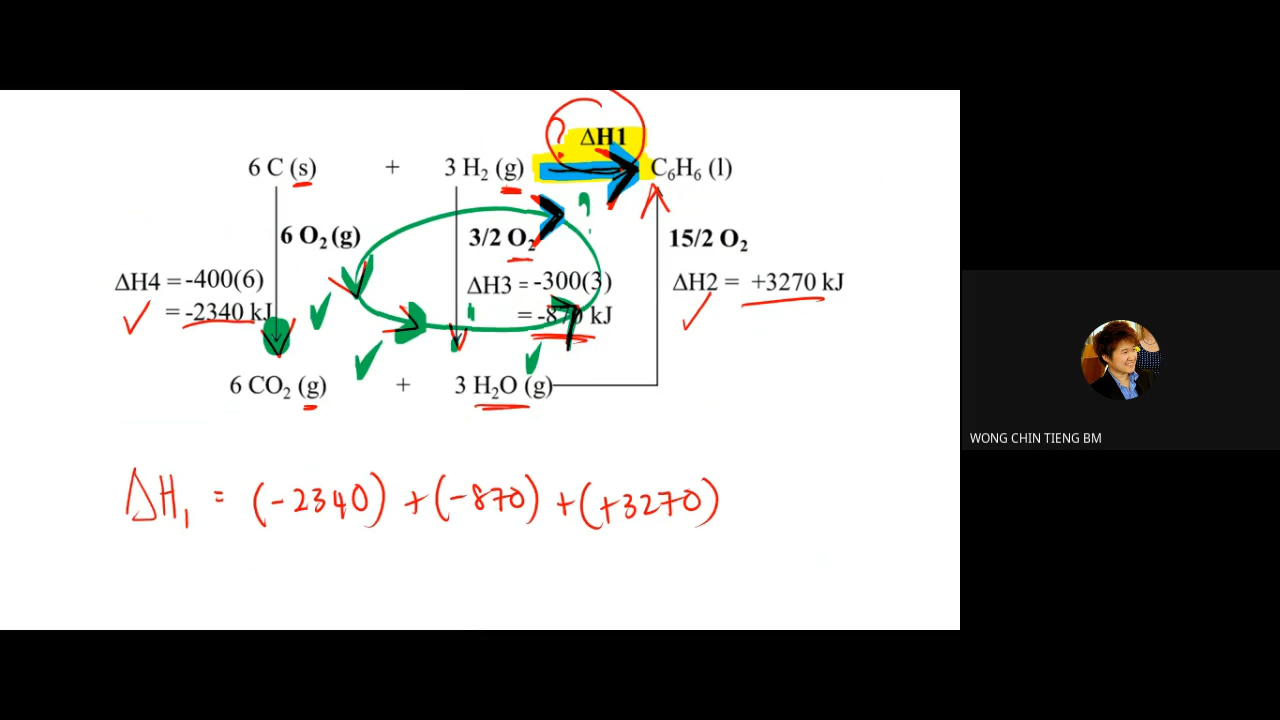 ΔH1
?
6 C (s) + 3 H₂ (g) C₆H₆ (l)
?
6 O₂ (g) 3/2 O₂ 15/2 O₂
ΔH4 = -400(6) ΔH3 = -300(3) ΔH2 = +3270 kJ
= -2340 kJ = -870 kJ
6 CO₂ (g) + 3 H₂O (g)
ΔH₁ = (-2340) + (-870) + (+3270)
WONG CHIN TIENG BM